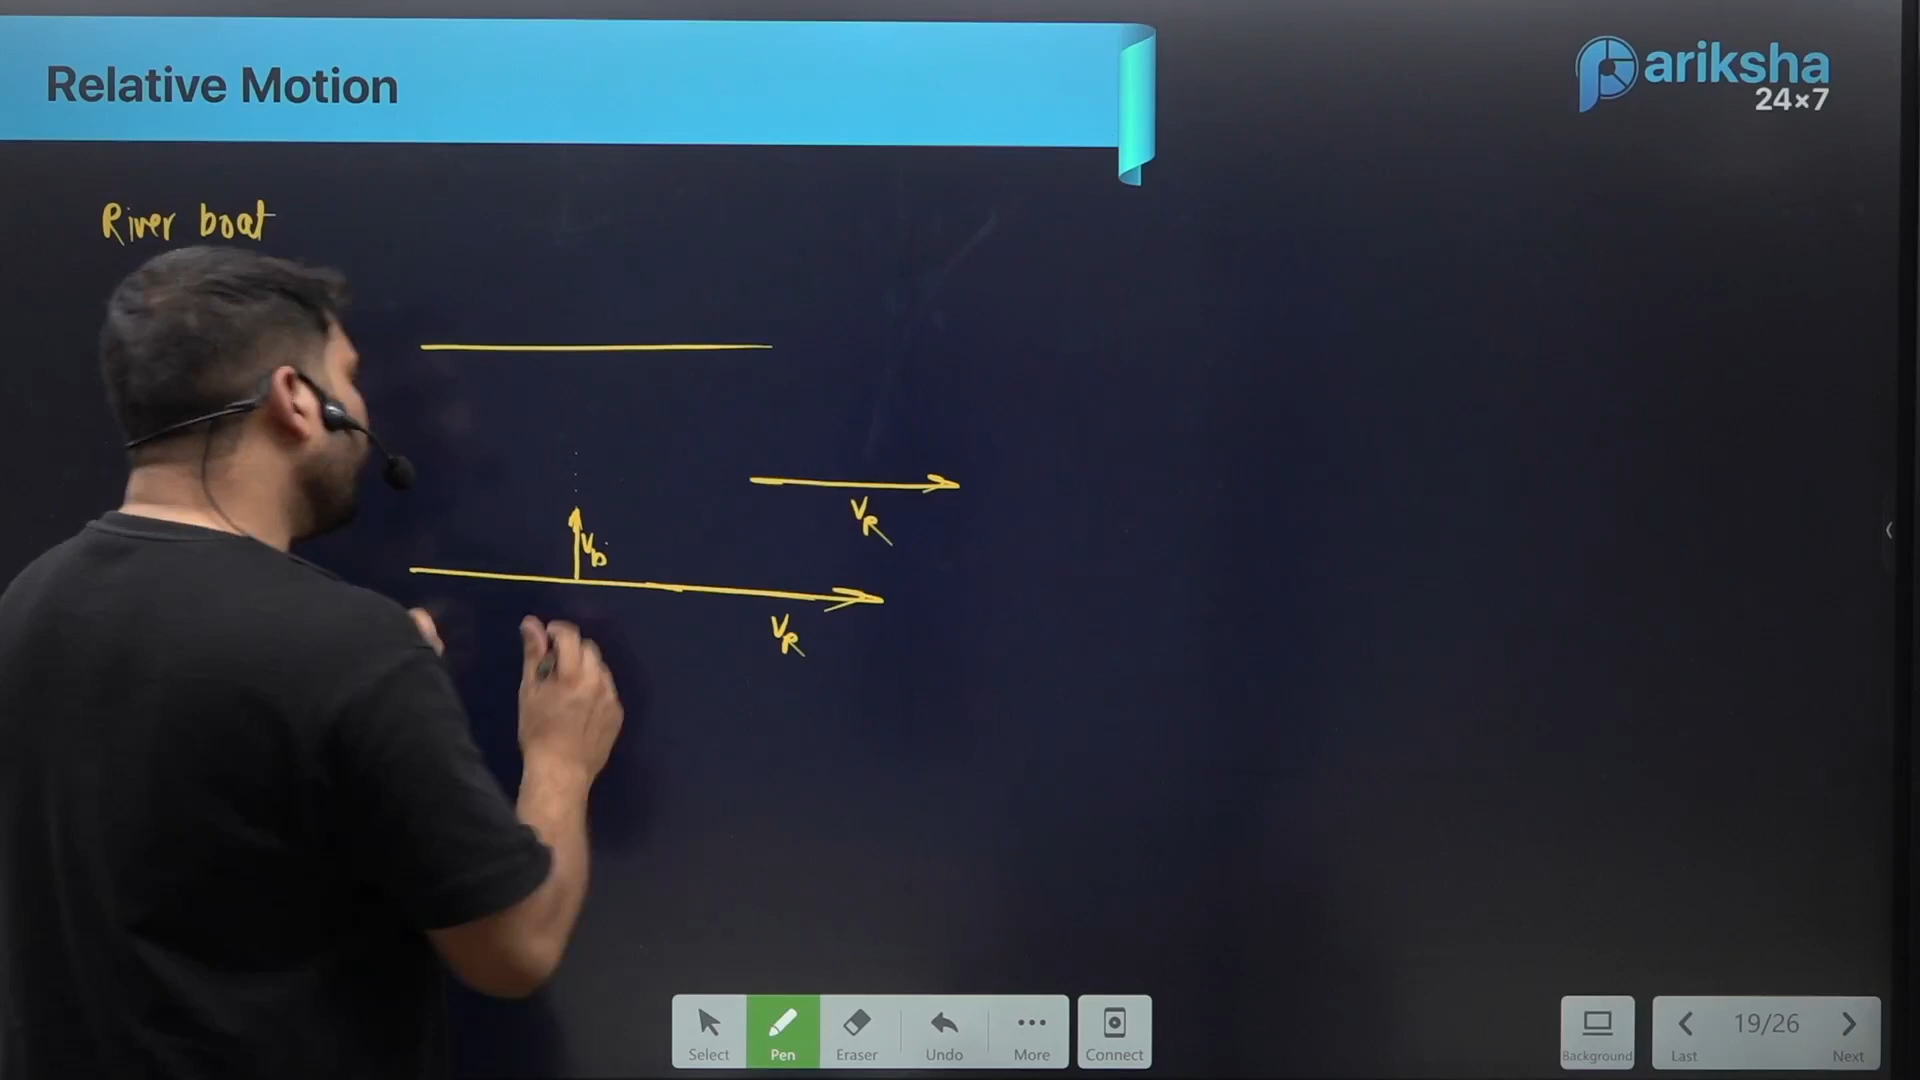 Relative Motion
Pariksha
24×7
River boat
VR
Vb
VR
Select
Pen
Eraser
Undo
More
Connect
Background
Last
19/26
Next